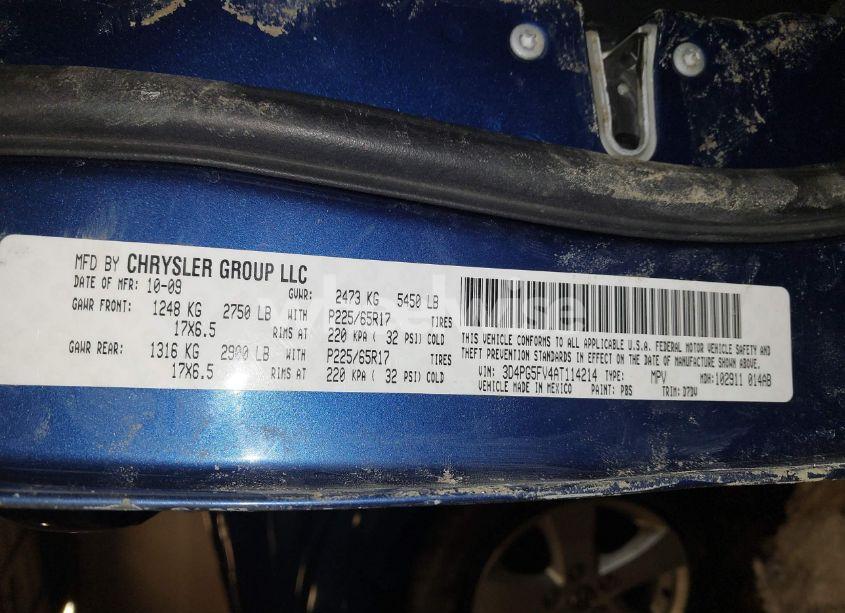 MFD BY CHRYSLER GROUP LLC
DATE OF MFR: 10-09 GVWR: 2473 KG 5450 LB
GAWR FRONT: 1248 KG 2750 LB WITH P225/65R17 TIRES
17X6.5 RIMS AT 220 KPA ( 32 PSI) COLD
GAWR REAR: 1316 KG 2900 LB WITH P225/65R17 TIRES
17X6.5 RIMS AT 220 KPA ( 32 PSI) COLD
THIS VEHICLE CONFORMS TO ALL APPLICABLE U.S.A. FEDERAL MOTOR VEHICLE SAFETY AND
THEFT PREVENTION STANDARDS IN EFFECT ON THE DATE OF MANUFACTURE SHOWN ABOVE.
VIN: 3D4PG5FV4AT114214 TYPE: MPV MDH: 102911 014AB
VEHICLE MADE IN MEXICO PAINT: PBS TRIM: D7DV